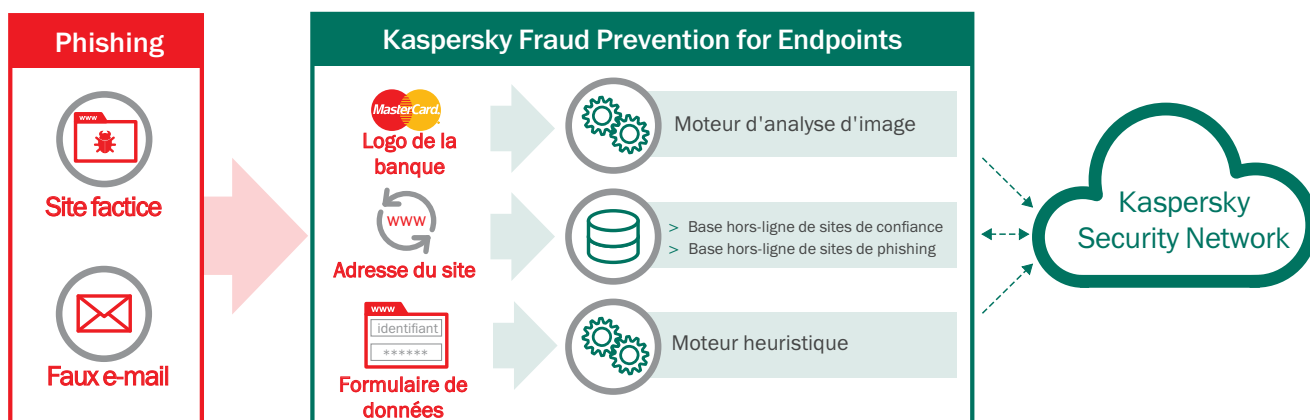 Phishing
www
Site factice
Faux e-mail
Kaspersky Fraud Prevention for Endpoints
MasterCard
Logo de la
banque
Moteur d'analyse d'image
www
Adresse du site
> Base hors-ligne de sites de confiance
> Base hors-ligne de sites de phishing
www
identifiant
******
Formulaire de
données
Moteur heuristique
Kaspersky
Security Network